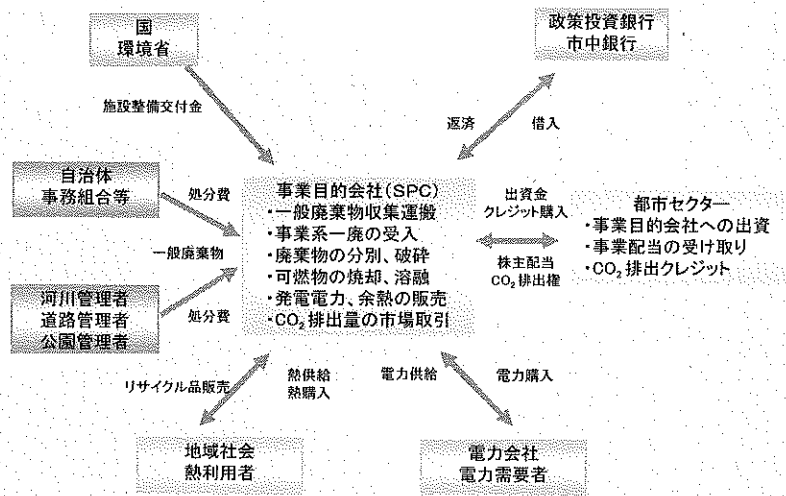 国
環境省
政策投資銀行
市中銀行
施設整備交付金
返済
借入
自治体
事務組合等
処分費
一般廃棄物
河川管理者
道路管理者
公園管理者
処分費
事業目的会社(SPC)
・一般廃棄物収集運搬
・事業系一廃の受入
・廃棄物の分別、破砕
・可燃物の焼却、溶融
・発電電力、余熱の販売
・CO₂排出量の市場取引
出資金
クレジット購入
株主配当
CO₂排出権
都市セクター
・事業目的会社への出資
・事業配当の受け取り
・CO₂排出クレジット
リサイクル品販売
熱供給
熱購入
電力供給
電力購入
地域社会
熱利用者
電力会社
電力需要者